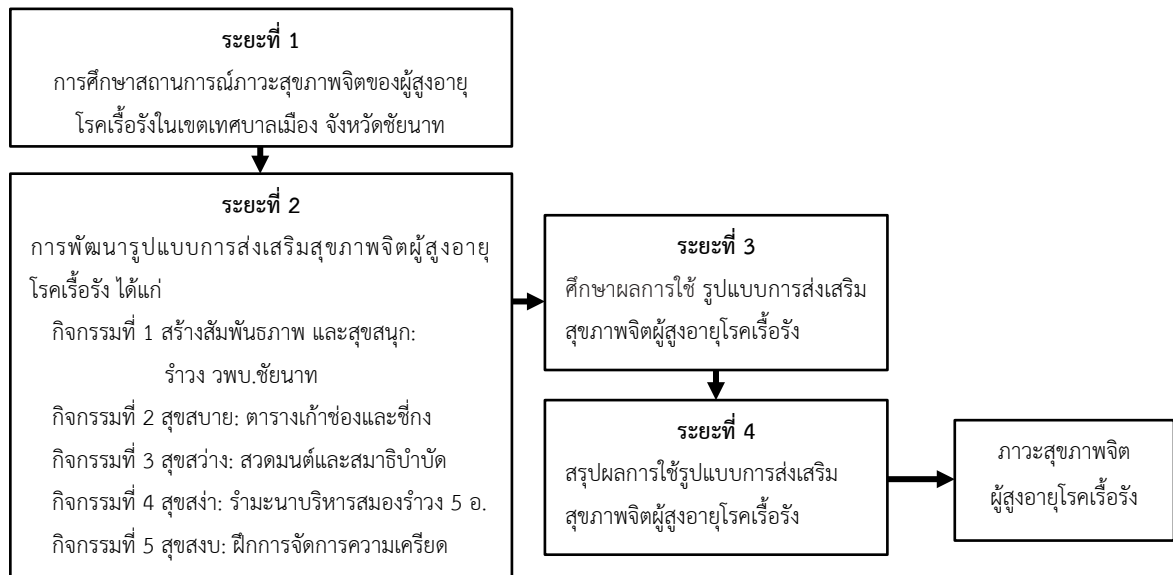 ระยะที่ 1
การศึกษาสถานการณ์ภาวะสุขภาพจิตของผู้สูงอายุ
โรคเรื้อรังในเขตเทศบาลเมือง จังหวัดชัยนาท
ระยะที่ 2
การพัฒนารูปแบบการส่งเสริมสุขภาพจิตผู้สูงอายุ
โรคเรื้อรัง ได้แก่
กิจกรรมที่ 1 สร้างสัมพันธภาพ และสุขสนุก:
รำวง วพบ.ชัยนาท
กิจกรรมที่ 2 สุขสบาย: ตารางเก้าช่องและชี่กง
กิจกรรมที่ 3 สุขสว่าง: สวดมนต์และสมาธิบำบัด
กิจกรรมที่ 4 สุขสง่า: รำมะนาบริหารสมองรำวง 5 อ.
กิจกรรมที่ 5 สุขสงบ: ฝึกการจัดการความเครียด
ระยะที่ 3
ศึกษาผลการใช้ รูปแบบการส่งเสริม
สุขภาพจิตผู้สูงอายุโรคเรื้อรัง
ระยะที่ 4
สรุปผลการใช้รูปแบบการส่งเสริม
สุขภาพจิตผู้สูงอายุโรคเรื้อรัง
ภาวะสุขภาพจิต
ผู้สูงอายุโรคเรื้อรัง